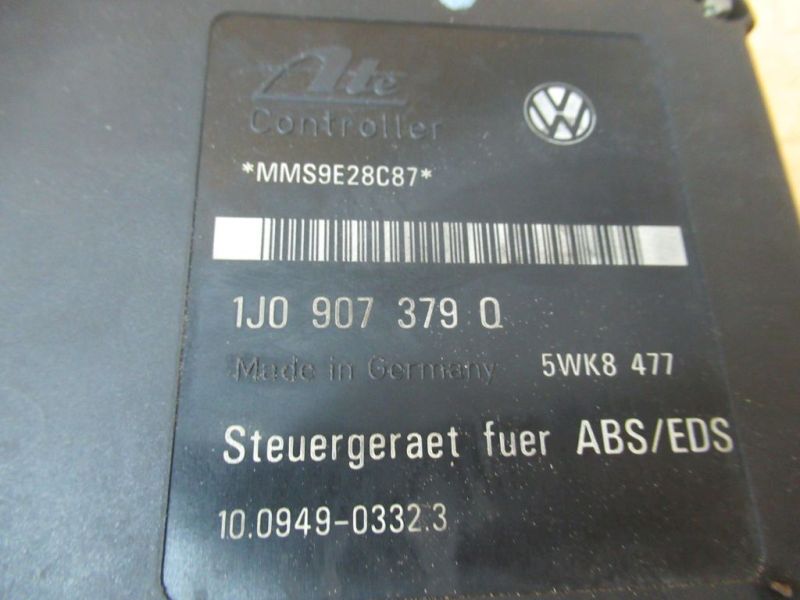 Ate
Controller
*MMS9E28C87*
1J0 907 379 Q
Made in Germany 5WK8 477
Steuergeraet fuer ABS/EDS
10.0949-0332.3